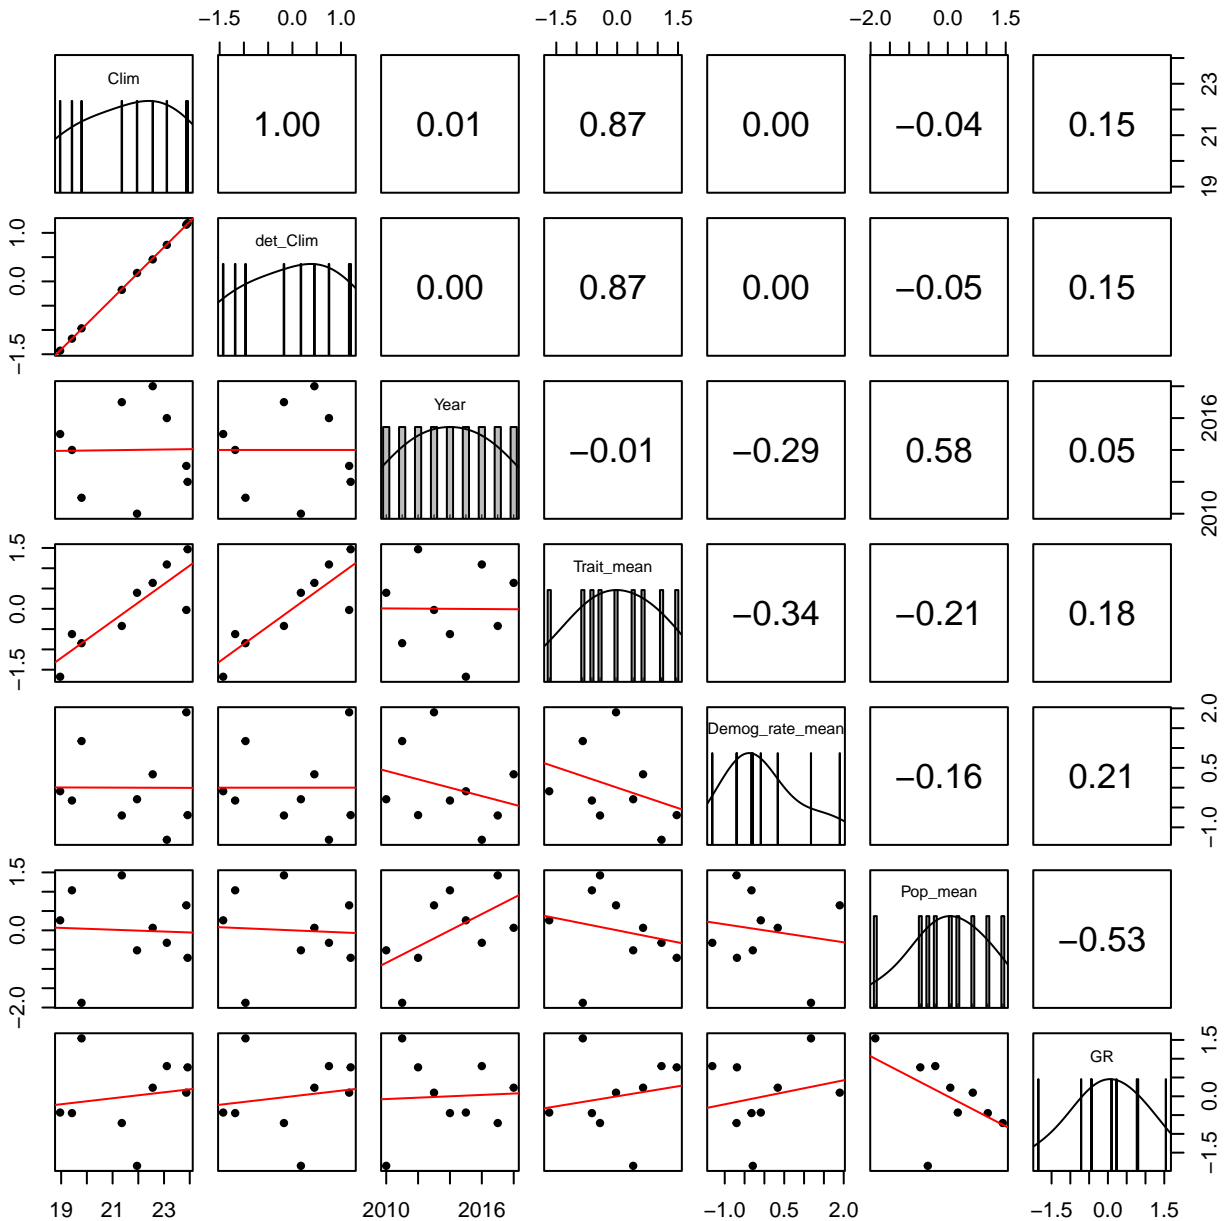 −1.5 0.0 1.0 −1.5 0.0 1.5 −2.0 0.0 1.5
Clim 1.00 0.01 0.87 0.00 −0.04 0.15 19 21 23
−1.5 0.0 1.0 det_Clim 0.00 0.87 0.00 −0.05 0.15
Year −0.01 −0.29 0.58 0.05 2010 2016
−1.5 0.0 1.5 Trait_mean −0.34 −0.21 0.18
Demog_rate_mean −0.16 0.21 −1.0 0.5 2.0
−2.0 0.0 1.5 Pop_mean −0.53
GR −1.5 0.0 1.5
19 21 23 2010 2016 −1.0 0.5 2.0 −1.5 0.0 1.5